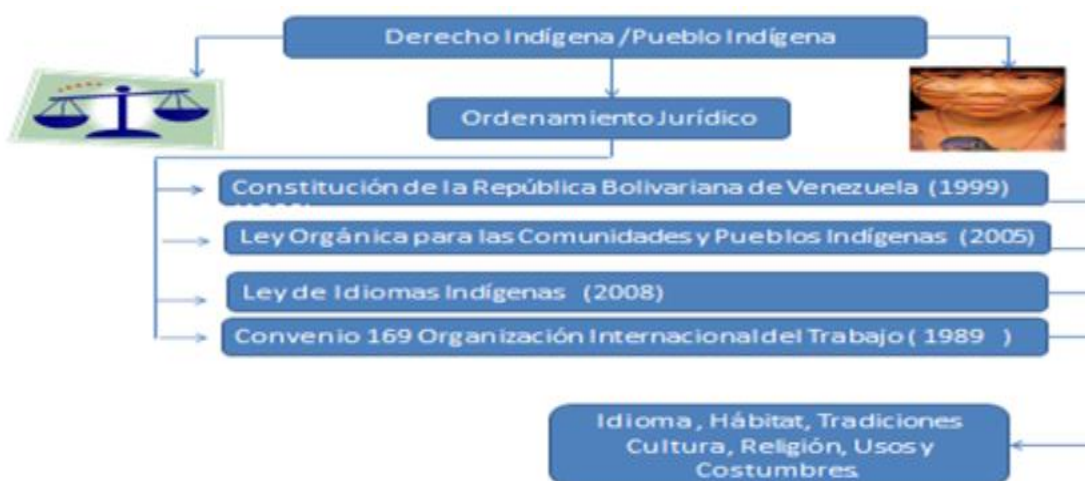 Derecho Indígena /Pueblo Indígena
Ordenamiento Jurídico
Constitución de la República Bolivariana de Venezuela (1999)
Ley Orgánica para las Comunidades y Pueblos Indígenas (2005)
Ley de Idiomas Indígenas (2008)
Convenio 169 Organización Internacional del Trabajo ( 1989 )
Idioma , Hábitat, Tradiciones
Cultura, Religión, Usos y
Costumbres.